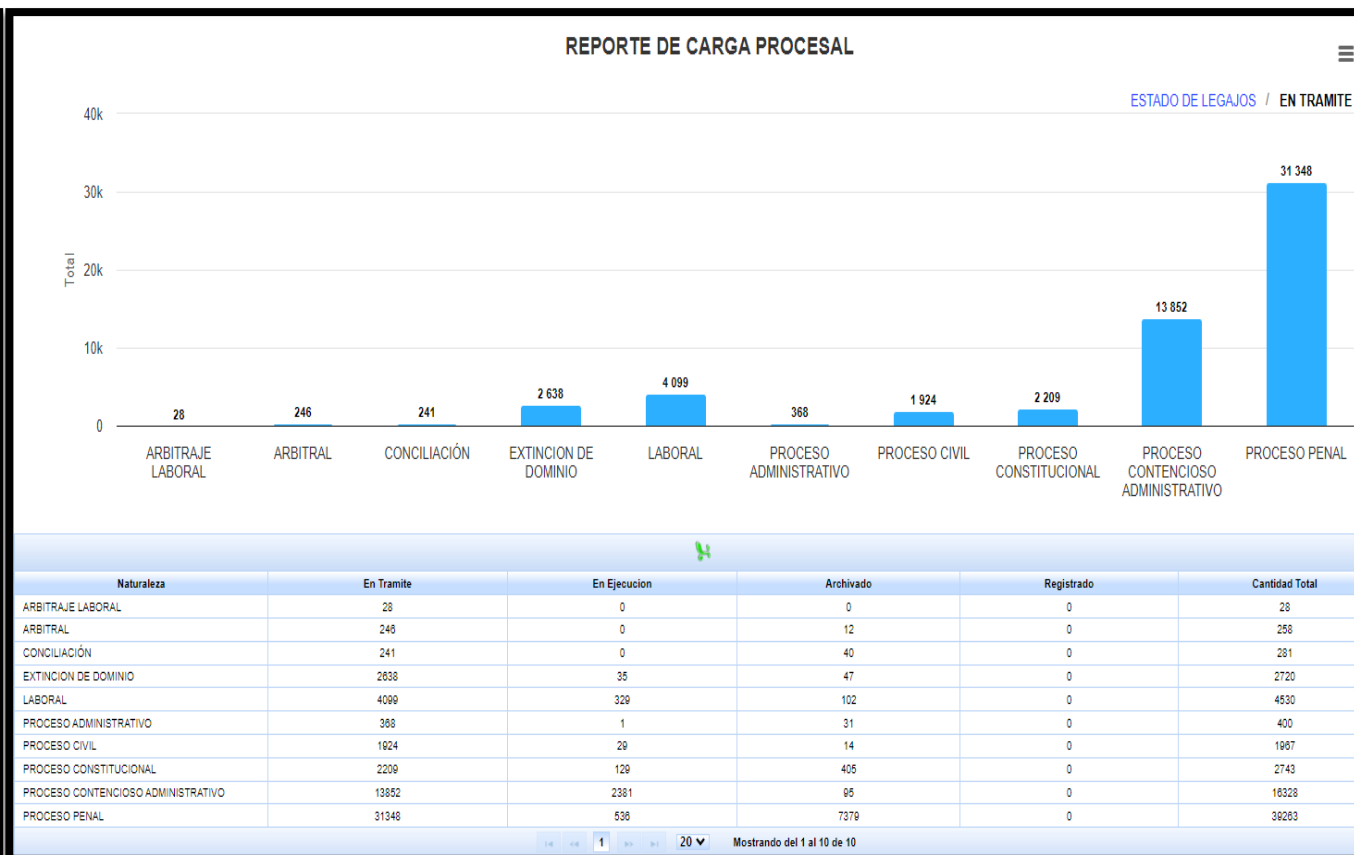 REPORTE DE CARGA PROCESAL
ESTADO DE LEGAJOS / EN TRAMITE
40k
30k
20k
10k
0
Total
28
246
241
2 638
4 099
368
1 924
2 209
13 852
31 348
ARBITRAJE LABORAL
ARBITRAL
CONCILIACIÓN
EXTINCION DE DOMINIO
LABORAL
PROCESO ADMINISTRATIVO
PROCESO CIVIL
PROCESO CONSTITUCIONAL
PROCESO CONTENCIOSO ADMINISTRATIVO
PROCESO PENAL
Naturaleza En Tramite En Ejecucion Archivado Registrado Cantidad Total
ARBITRAJE LABORAL 28 0 0 0 28
ARBITRAL 246 0 12 0 258
CONCILIACIÓN 241 0 40 0 281
EXTINCION DE DOMINIO 2638 35 47 0 2720
LABORAL 4099 329 102 0 4530
PROCESO ADMINISTRATIVO 368 1 31 0 400
PROCESO CIVIL 1924 29 14 0 1967
PROCESO CONSTITUCIONAL 2209 129 405 0 2743
PROCESO CONTENCIOSO ADMINISTRATIVO 13852 2381 95 0 16328
PROCESO PENAL 31348 536 7379 0 39263
1 20 Mostrando del 1 al 10 de 10